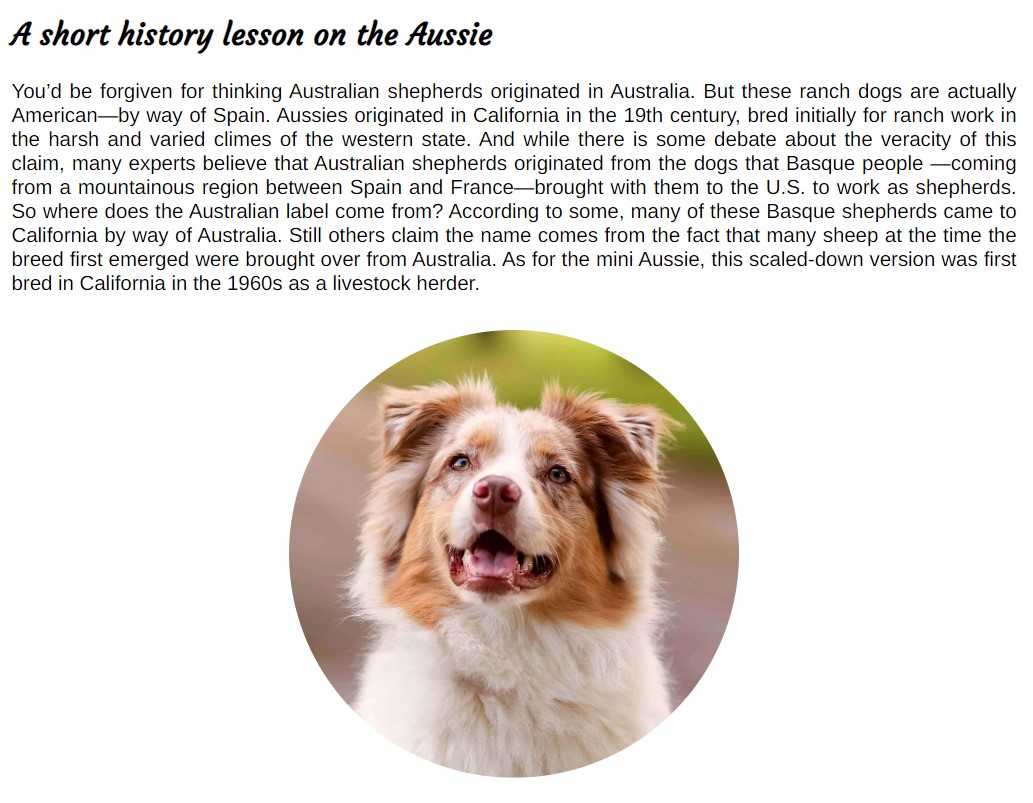 A short history lesson on the Aussie
You’d be forgiven for thinking Australian shepherds originated in Australia. But these ranch dogs are actually
American—by way of Spain. Aussies originated in California in the 19th century, bred initially for ranch work in
the harsh and varied climes of the western state. And while there is some debate about the veracity of this
claim, many experts believe that Australian shepherds originated from the dogs that Basque people —coming
from a mountainous region between Spain and France—brought with them to the U.S. to work as shepherds.
So where does the Australian label come from? According to some, many of these Basque shepherds came to
California by way of Australia. Still others claim the name comes from the fact that many sheep at the time the
breed first emerged were brought over from Australia. As for the mini Aussie, this scaled-down version was first
bred in California in the 1960s as a livestock herder.